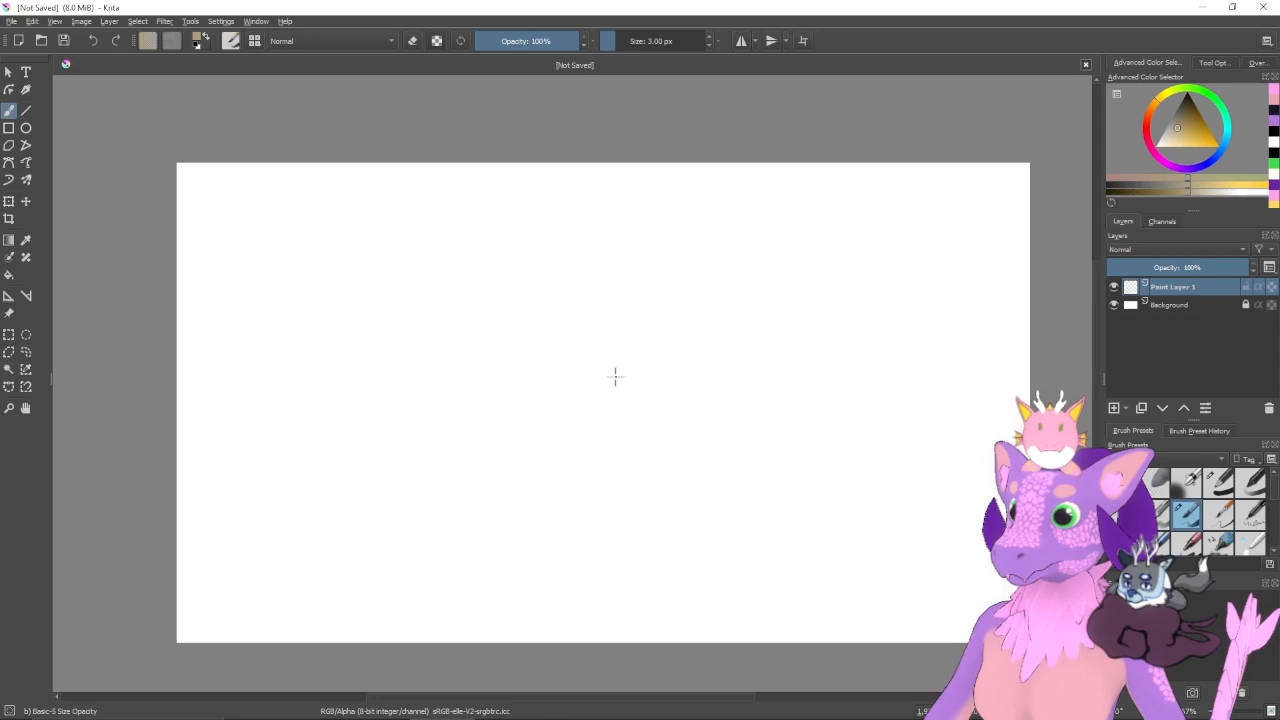 [Not Saved] (8.0 MiB) - Krita
File Edit View Image Layer Filter Tools Settings Window Help
Normal
Opacity: 100%
Size: 3.00 px
[Not Saved]
Advanced Color Sele...
Tool Opt...
Over...
Advanced Color Selector
Layers
Channels
Layers
Normal
Opacity: 100%
Paint Layer 1
Background
Brush Presets
Brush Preset History
Brush Presets
Tag
b) Basic-5 Size Opacity
RGB/Alpha (8-bit integer/channel) sRGB-elle-V2-srgbtrc.icc